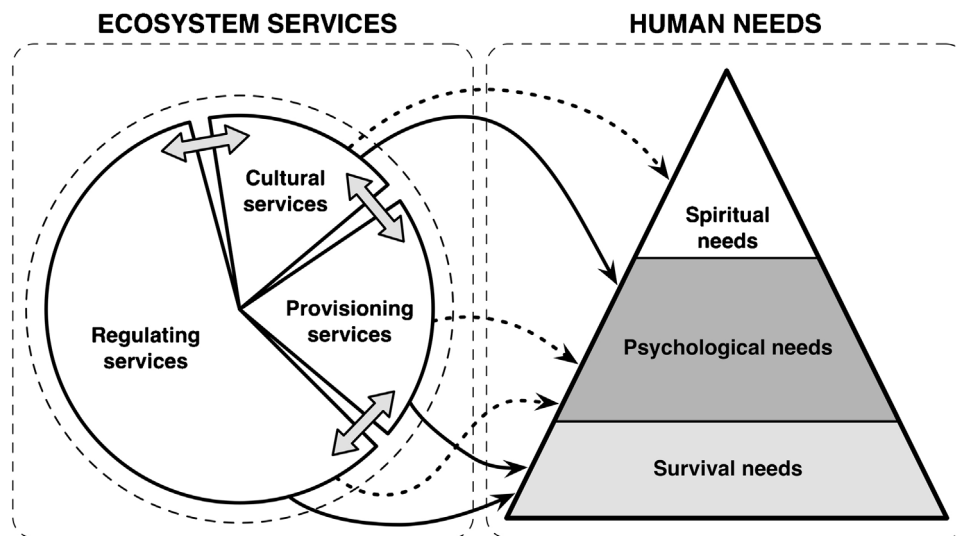 ECOSYSTEM SERVICES
HUMAN NEEDS
Cultural
services
Provisioning
services
Regulating
services
Spiritual
needs
Psychological needs
Survival needs